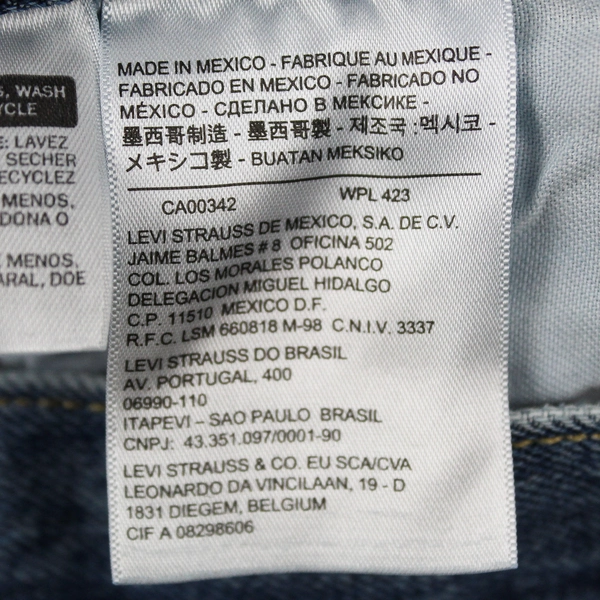 S, WASH
CYCLE
E: LAVEZ
SECHER
RECYCLEZ
MENOS,
DONA O
MENOS,
ARAL, DOE
MADE IN MEXICO - FABRIQUE AU MEXIQUE -
FABRICADO EN MEXICO - FABRICADO NO
MÉXICO - СДЕЛАНО В МЕКСИКЕ -
墨西哥制造 - 墨西哥製 - 제조국 :멕시코 -
メキシコ製 - BUATAN MEKSIKO
CA00342 WPL 423
LEVI STRAUSS DE MEXICO, S.A. DE C.V.
JAIME BALMES # 8 OFICINA 502
COL. LOS MORALES POLANCO
DELEGACION MIGUEL HIDALGO
C.P. 11510 MEXICO D.F.
R.F.C. LSM 660818 M-98 C.N.I.V. 3337
LEVI STRAUSS DO BRASIL
AV. PORTUGAL, 400
06990-110
ITAPEVI – SAO PAULO BRASIL
CNPJ: 43.351.097/0001-90
LEVI STRAUSS & CO. EU SCA/CVA
LEONARDO DA VINCILAAN, 19 - D
1831 DIEGEM, BELGIUM
CIF A 08298606